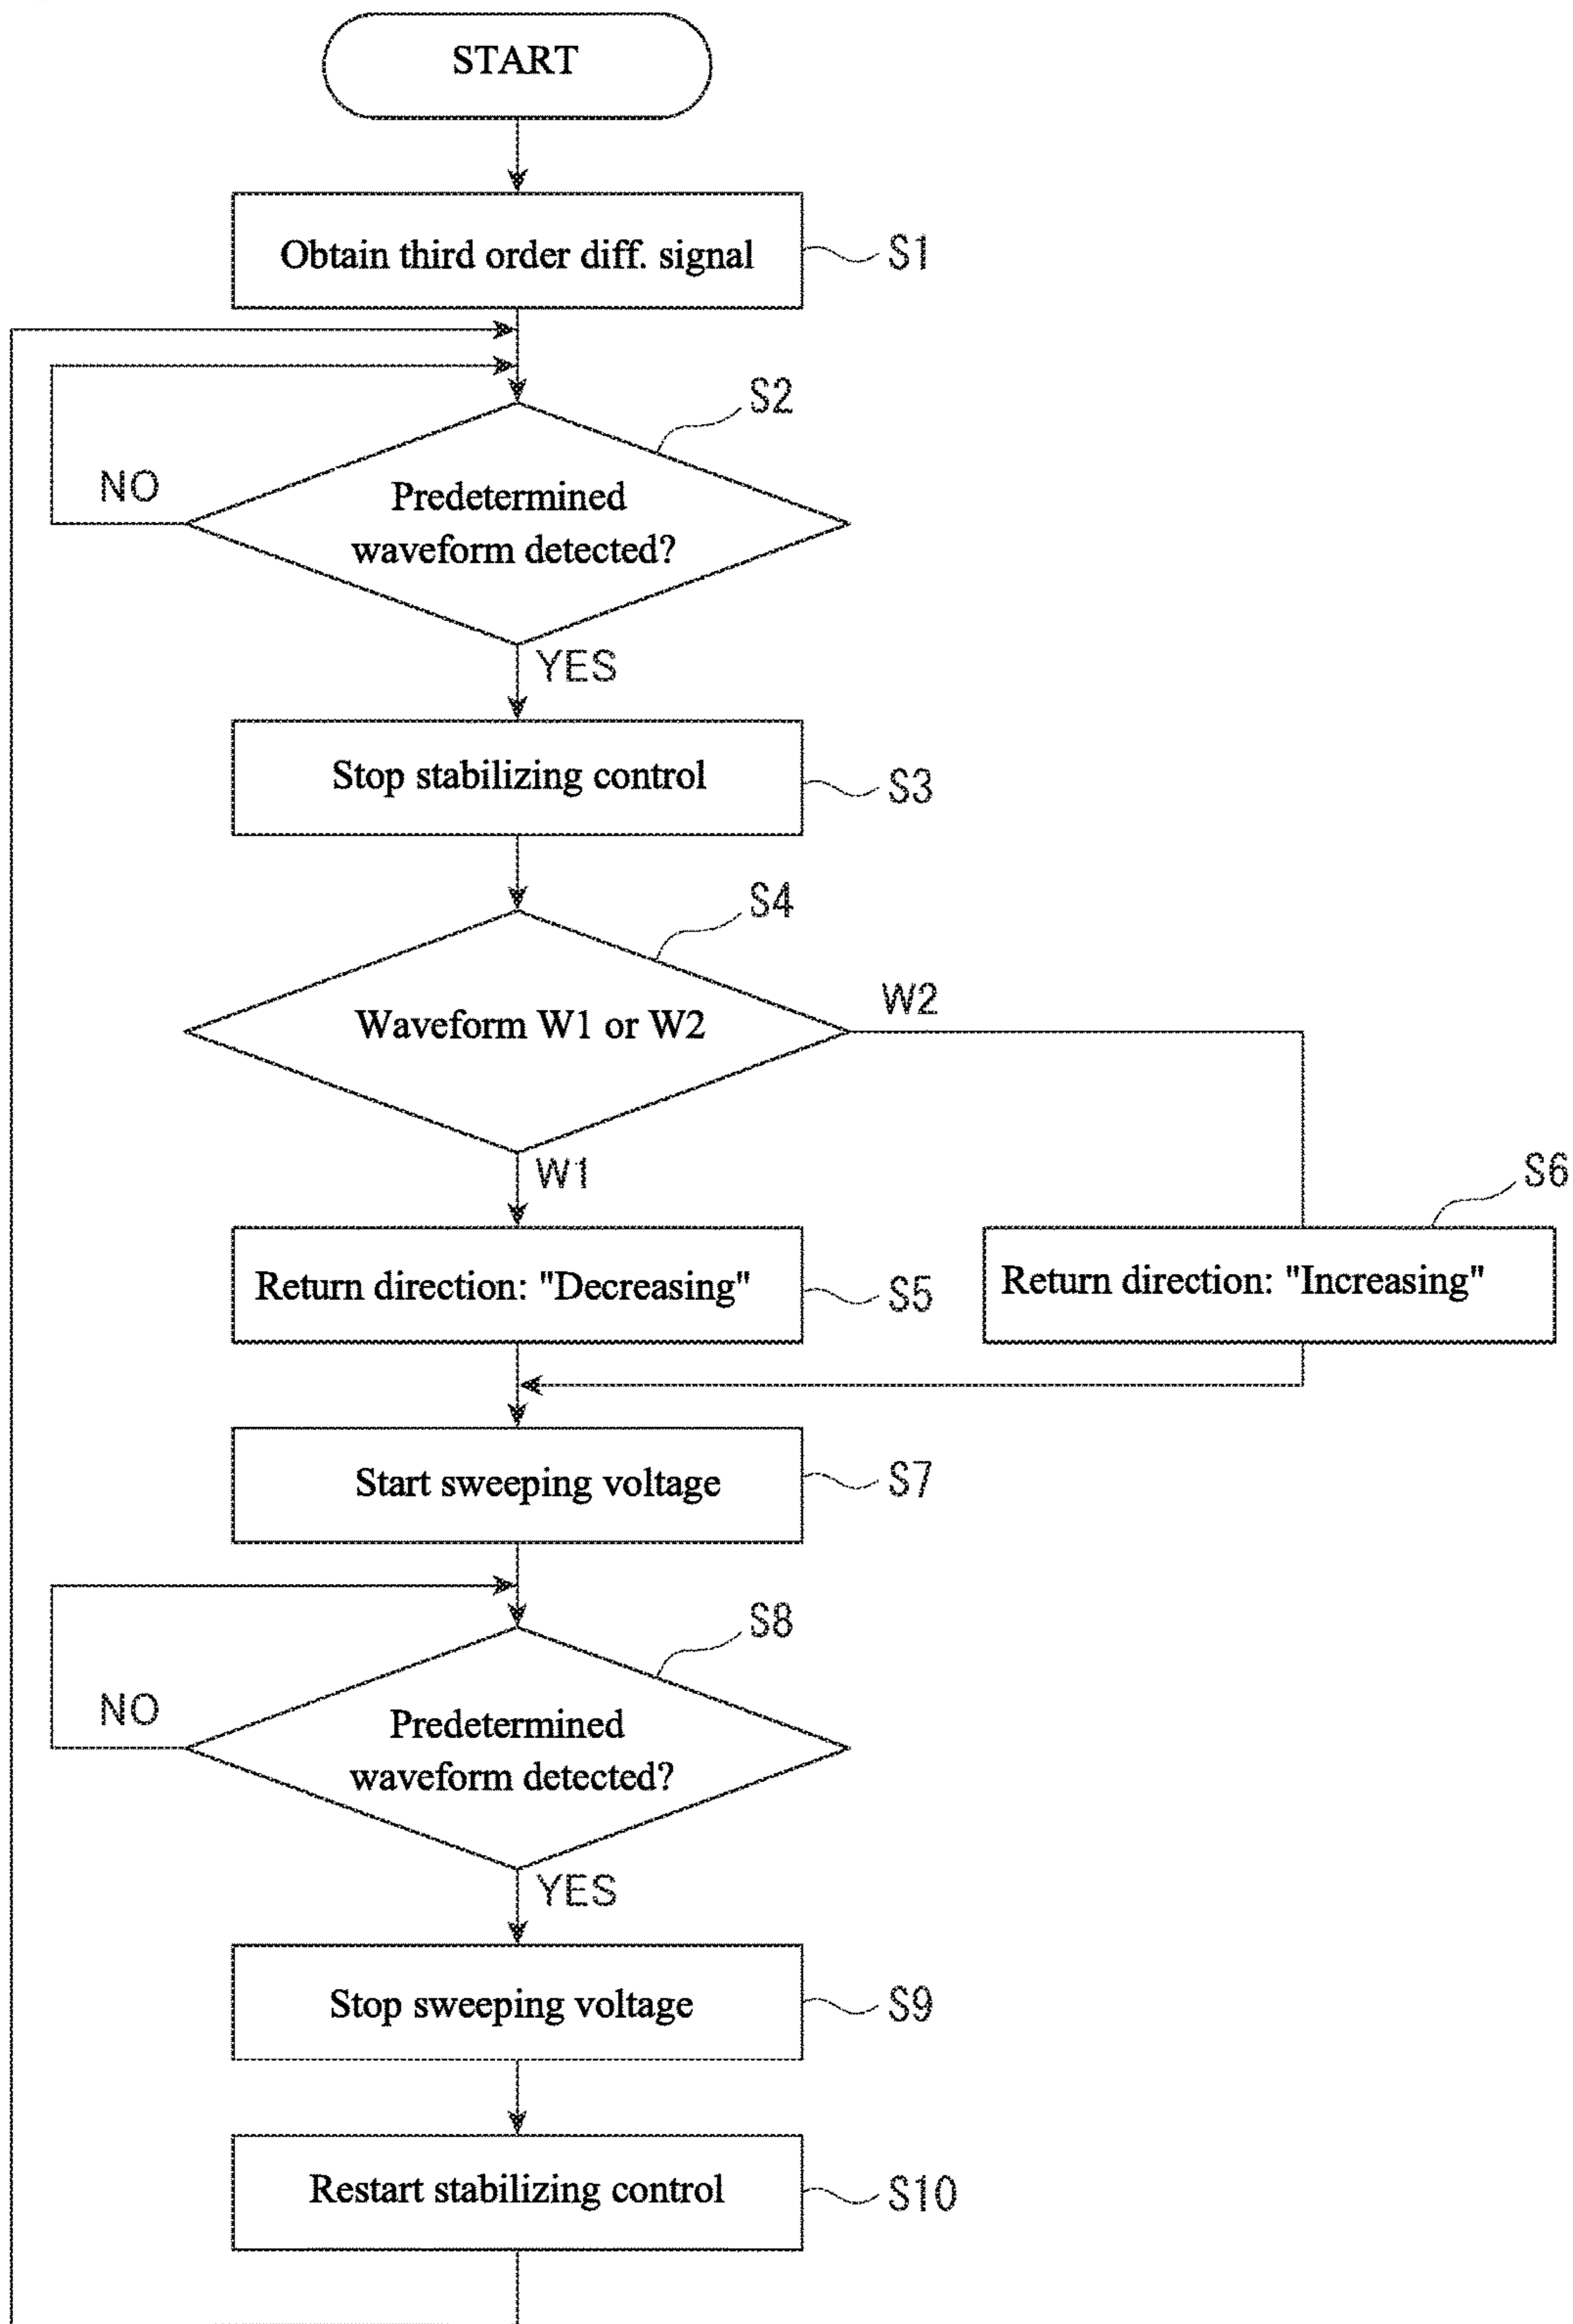 START
Obtain third order diff. signal
S1
S2
NO
Predetermined
waveform detected?
YES
Stop stabilizing control
S3
S4
Waveform W1 or W2
W2
W1
S6
Return direction: "Decreasing"
S5
Return direction: "Increasing"
Start sweeping voltage
S7
S8
NO
Predetermined
waveform detected?
YES
Stop sweeping voltage
S9
Restart stabilizing control
S10